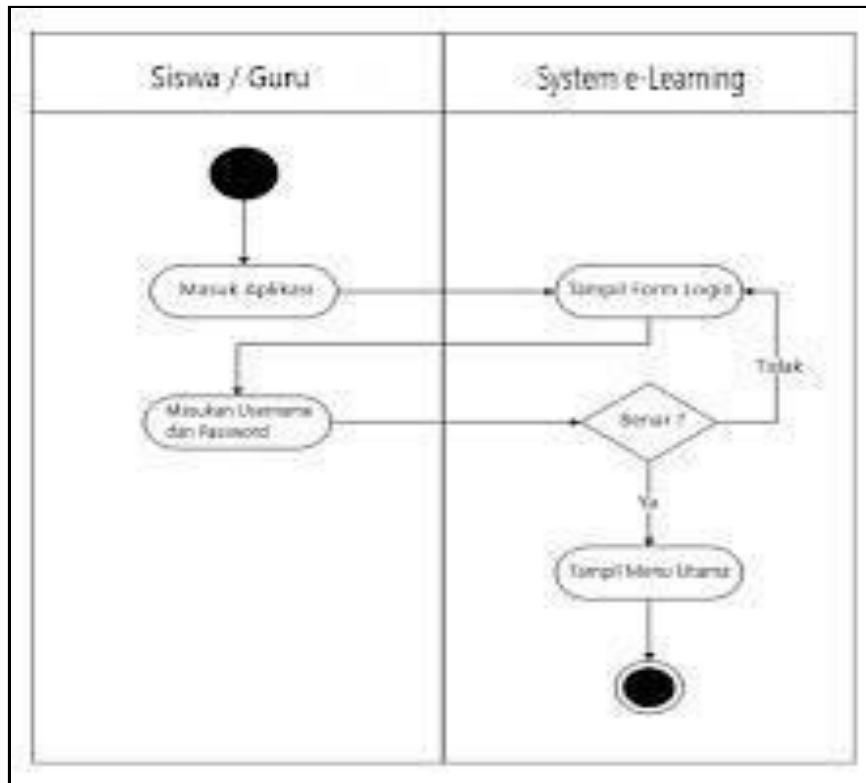 Siswa / Guru
System e-Learning
Masuk Aplikasi
Tampil Form Login
Tidak
Masukan Username
dan Password
Benar ?
Ya
Tampil Menu Utama